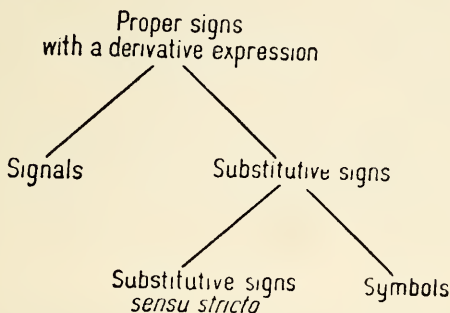 Proper signs
with a derivative expression
Signals
Substitutive signs
Substitutive signs
sensu stricto
Symbols